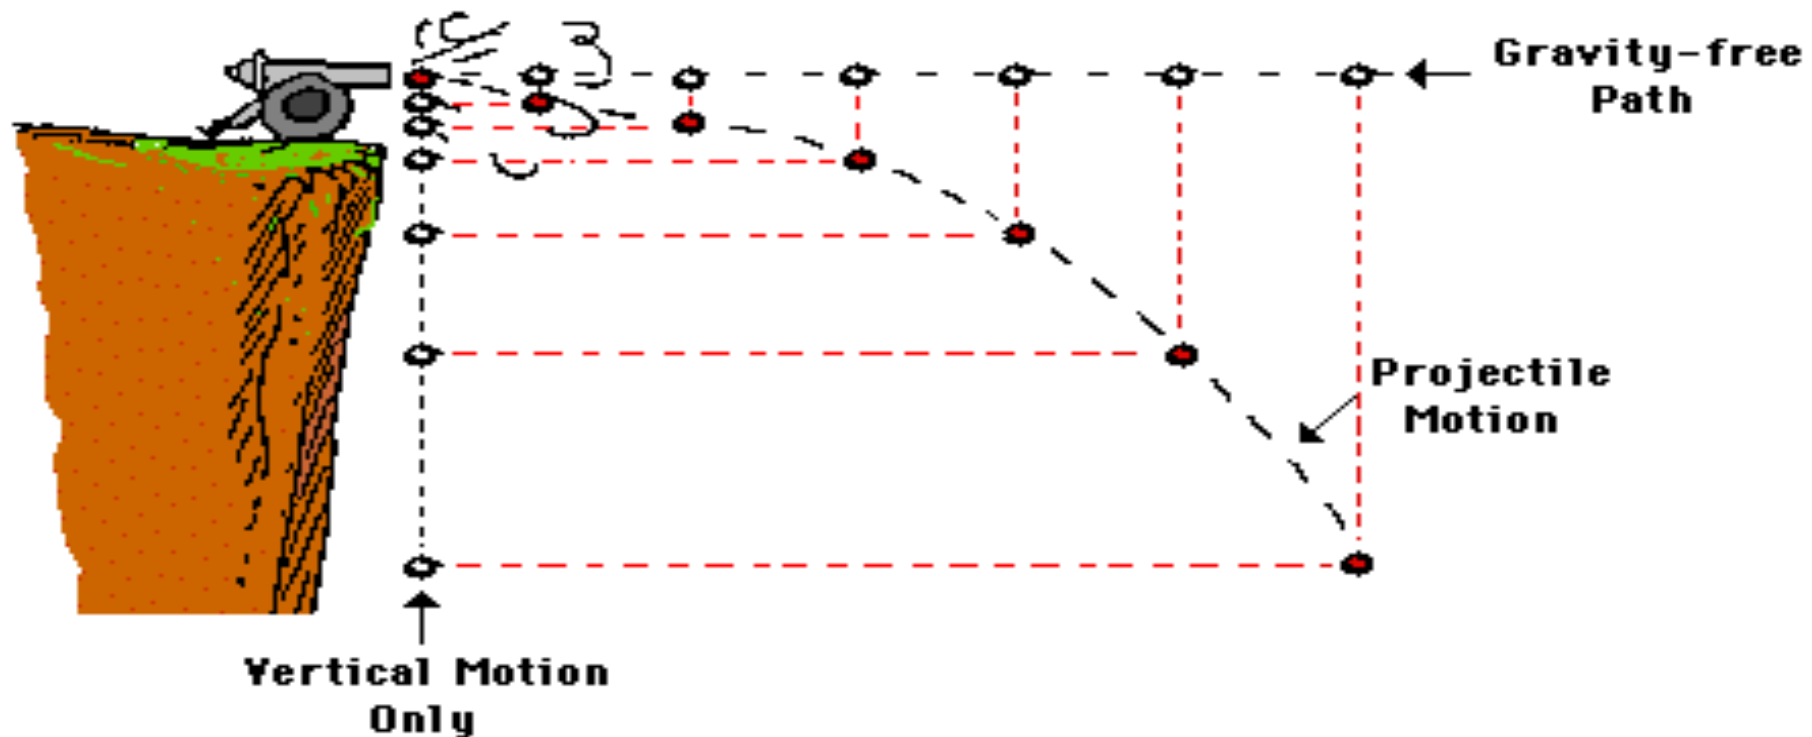 Gravity-free
Path
Projectile
Motion
Vertical Motion
Only